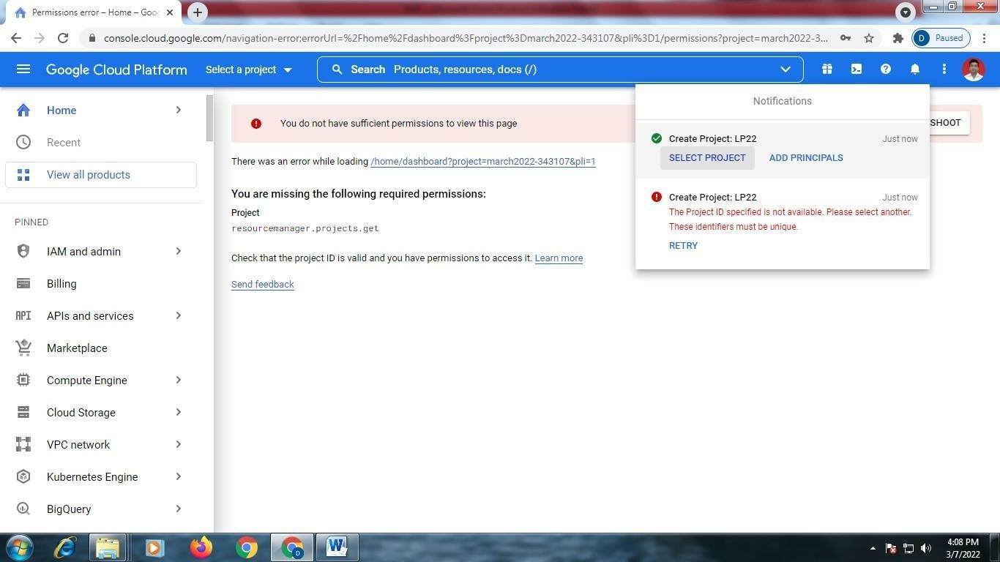 Permissions error – Home – Goog
console.cloud.google.com/navigation-error;errorUrl=%2Fhome%2Fdashboard%3Fproject%3Dmarch2022-343107&pli%3D1/permissions?project=march2022-3...
D Paused
Google Cloud Platform
Select a project
Search Products, resources, docs (/)
Home
Recent
View all products
PINNED
IAM and admin
Billing
API APIs and services
Marketplace
Compute Engine
Cloud Storage
VPC network
Kubernetes Engine
BigQuery
You do not have sufficient permissions to view this page
SHOOT
There was an error while loading /home/dashboard?project=march2022-343107&pli=1
You are missing the following required permissions:
Project
resourcemanager.projects.get
Check that the project ID is valid and you have permissions to access it. Learn more
Send feedback
Notifications
Create Project: LP22 Just now
SELECT PROJECT ADD PRINCIPALS
Create Project: LP22 Just now
The Project ID specified is not available. Please select another.
These identifiers must be unique.
RETRY
4:08 PM
3/7/2022